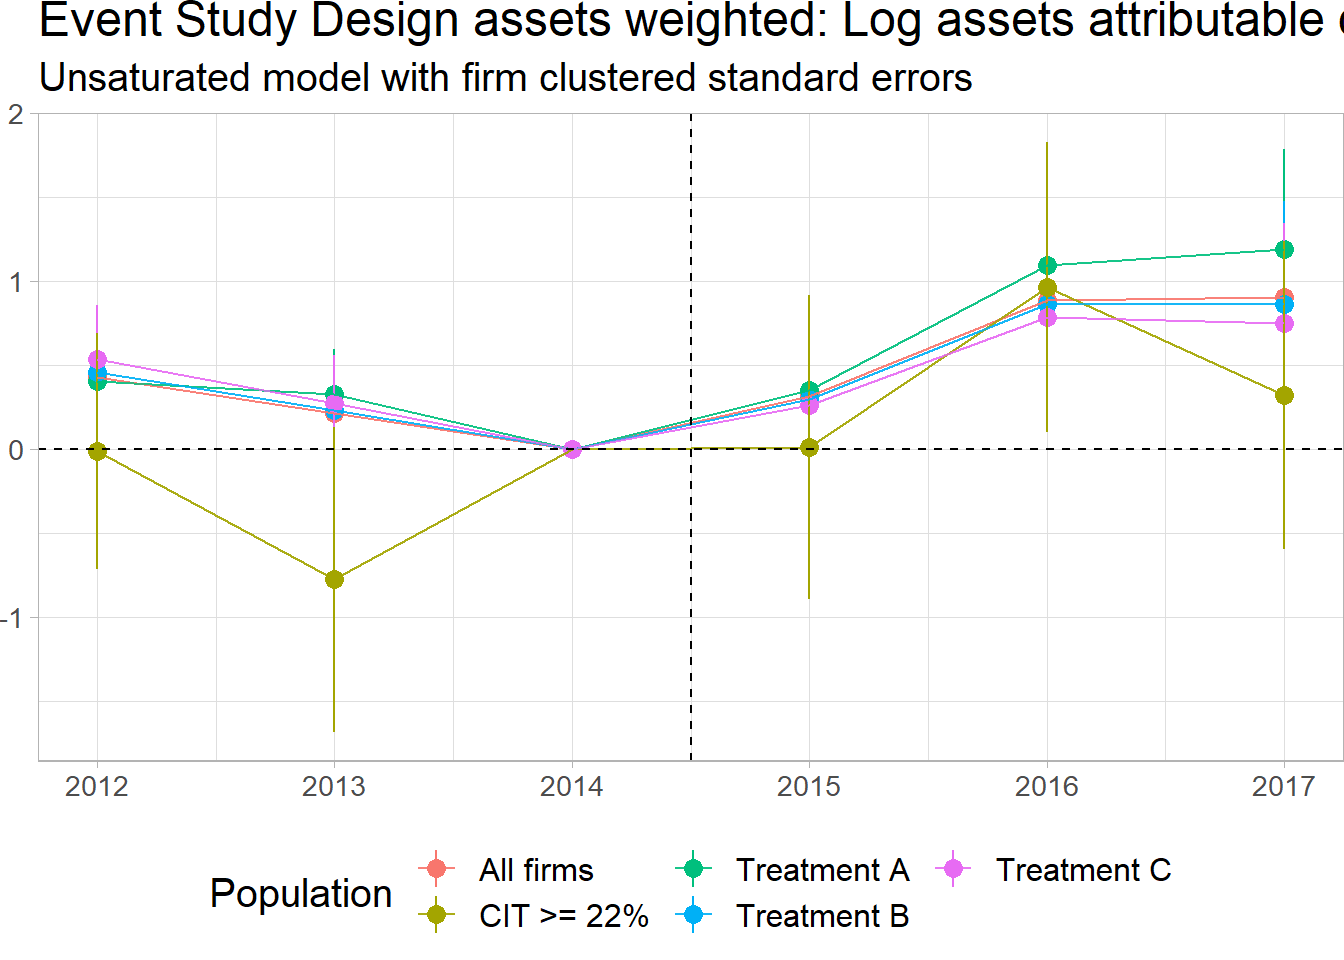 Event Study Design assets weighted: Log assets attributable
Unsaturated model with firm clustered standard errors
2
1
0
-1
2012 2013 2014 2015 2016 2017
Population
All firms Treatment A Treatment C
CIT >= 22% Treatment B